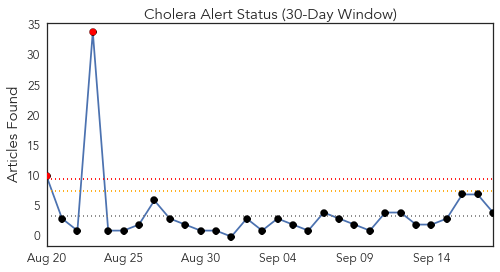 Cholera Alert Status (30-Day Window)
Articles Found
35
30
25
20
15
10
5
0
Aug 20
Aug 25
Aug 30
Sep 04
Sep 09
Sep 14